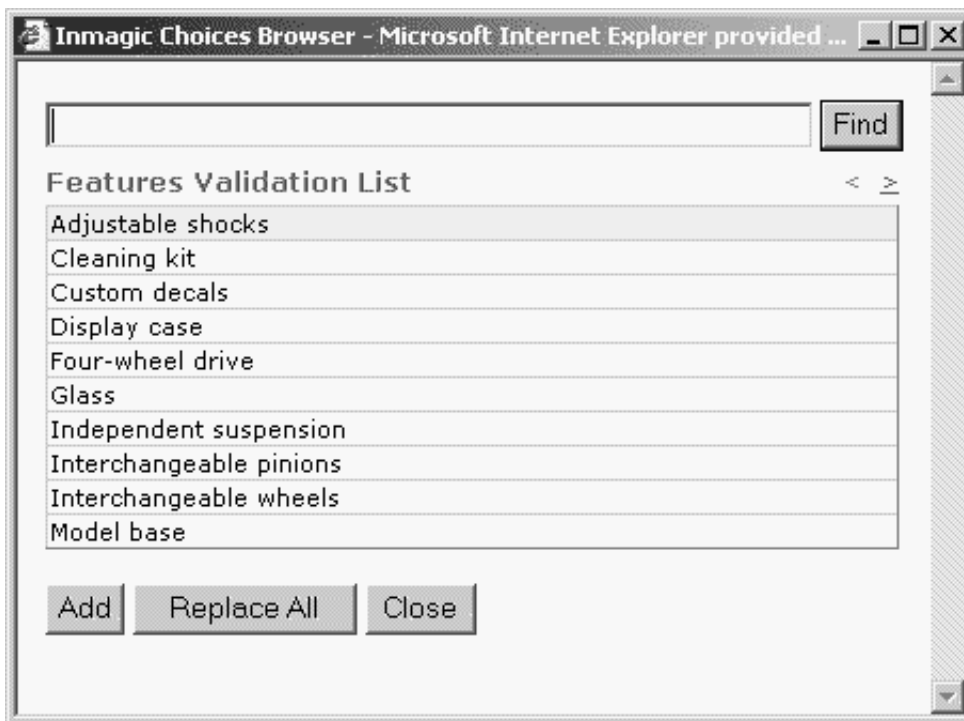 Inmagic Choices Browser - Microsoft Internet Explorer provided ...
Find
Features Validation List < >
Adjustable shocks
Cleaning kit
Custom decals
Display case
Four-wheel drive
Glass
Independent suspension
Interchangeable pinions
Interchangeable wheels
Model base
Add Replace All Close